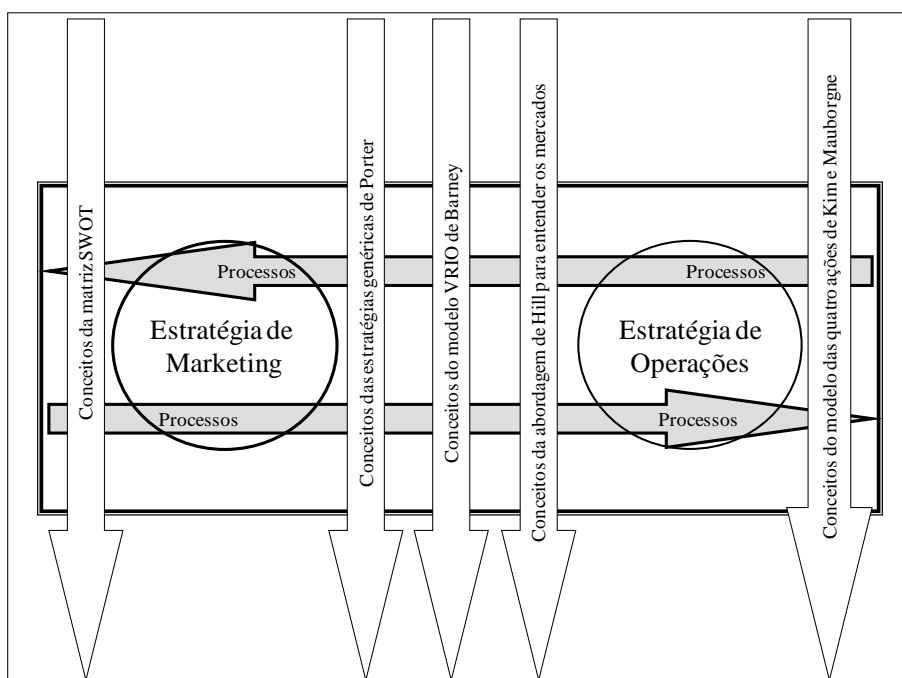 Conceitos da matriz SWOT
Conceitos das estratégias genéricas de Porter
Conceitos do modelo VRIO de Barney
Conceitos da abordagem de Hill para entender os mercados
Conceitos do modelo das quatro ações de Kim e Mauborgne
Processos
Processos
Estratégia de
Marketing
Estratégia de
Operações
Processos
Processos